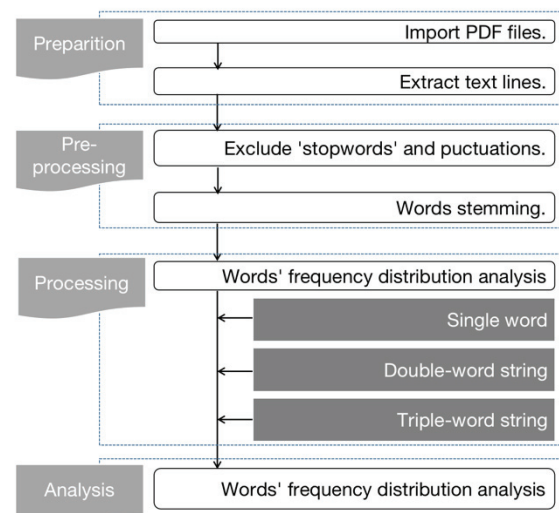 Preparition
Import PDF files.
Extract text lines.
Pre-
processing
Exclude 'stopwords' and puctuations.
Words stemming.
Processing
Words' frequency distribution analysis
Single word
Double-word string
Triple-word string
Analysis
Words' frequency distribution analysis